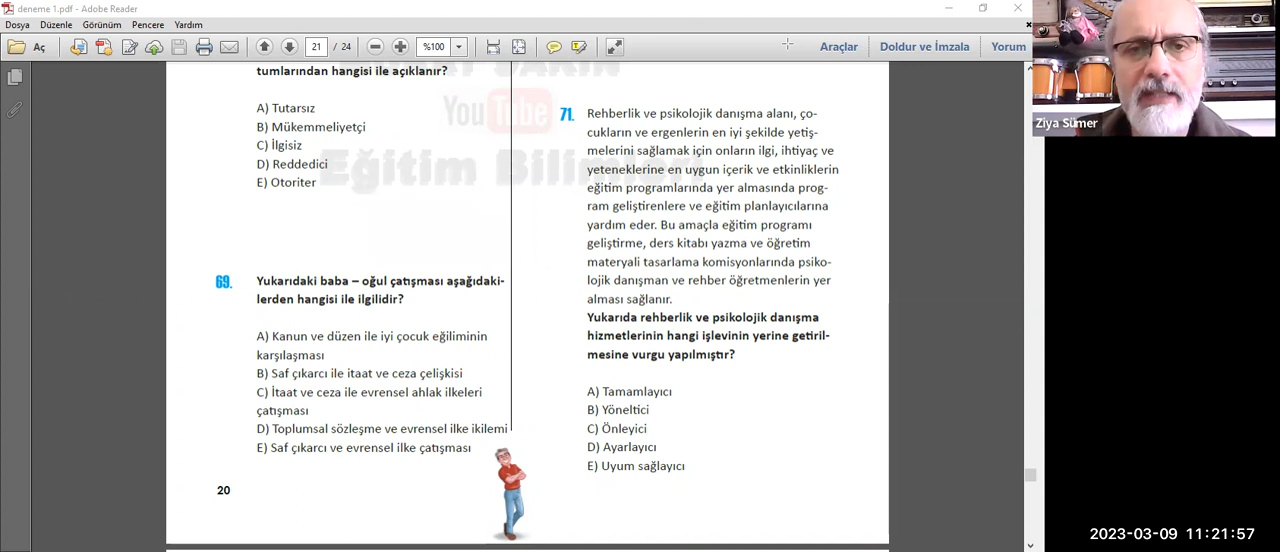 deneme 1.pdf - Adobe Reader
Dosya Düzenle Görünüm Pencere Yardım
Aç
21 / 24
%100
Araçlar Doldur ve İmzala Yorum
Ziya Sümer
YouTube
Eğitim Bilimleri
tumlarından hangisi ile açıklanır?
A) Tutarsız
B) Mükemmeliyetçi
C) İlgisiz
D) Reddedici
E) Otoriter
69. Yukarıdaki baba – oğul çatışması aşağıdaki-
lerden hangisi ile ilgilidir?
A) Kanun ve düzen ile iyi çocuk eğiliminin
karşılaşması
B) Saf çıkarcı ile itaat ve ceza çelişkisi
C) İtaat ve ceza ile evrensel ahlak ilkeleri
çatışması
D) Toplumsal sözleşme ve evrensel ilke ikilemi
E) Saf çıkarcı ve evrensel ilke çatışması
20
71. Rehberlik ve psikolojik danışma alanı, ço-
cukların ve ergenlerin en iyi şekilde yetiş-
melerini sağlamak için onların ilgi, ihtiyaç ve
yeteneklerine en uygun içerik ve etkinliklerin
eğitim programlarında yer almasında prog-
ram geliştirenlere ve eğitim planlayıcılarına
yardım eder. Bu amaçla eğitim programı
geliştirme, ders kitabı yazma ve öğretim
materyali tasarlama komisyonlarında psiko-
lojik danışman ve rehber öğretmenlerin yer
alması sağlanır.
Yukarıda rehberlik ve psikolojik danışma
hizmetlerinin hangi işlevinin yerine getiril-
mesine vurgu yapılmıştır?
A) Tamamlayıcı
B) Yöneltici
C) Önleyici
D) Ayarlayıcı
E) Uyum sağlayıcı
2023-03-09 11:21:57